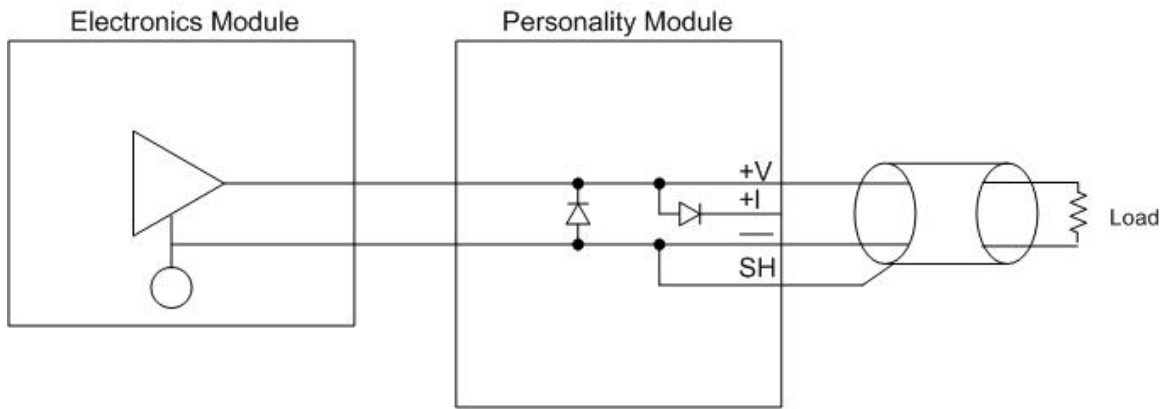 Electronics Module
Personality Module
+V
+I
—
SH
Load